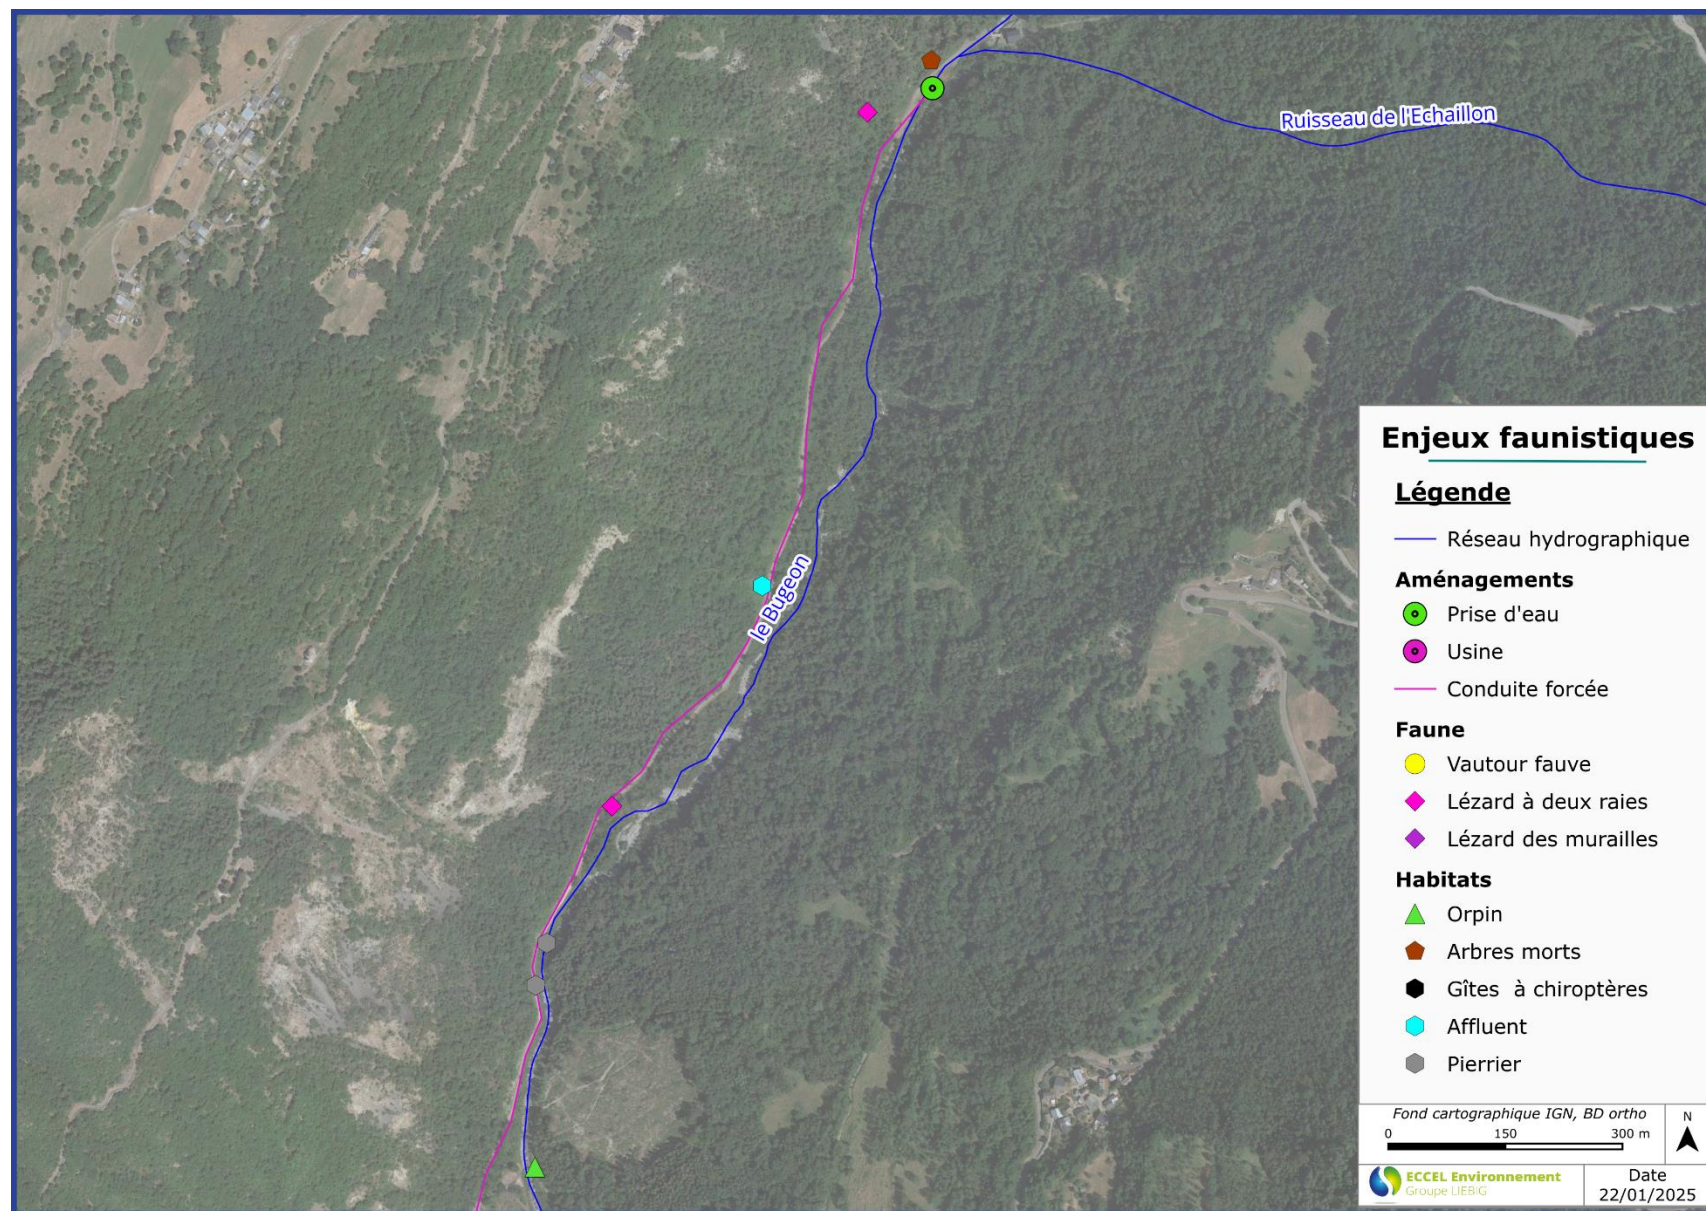 Ruisseau de l'Echaillon
le Bugeon
Enjeux faunistiques
Légende
Réseau hydrographique
Aménagements
Prise d'eau
Usine
Conduite forcée
Faune
Vautour fauve
Lézard à deux raies
Lézard des murailles
Habitats
Orpin
Arbres morts
Gîtes à chiroptères
Affluent
Pierrier
Fond cartographique IGN, BD ortho
0 150 300 m
N
ECCEL Environnement
Groupe LIEBIG
Date
22/01/2025